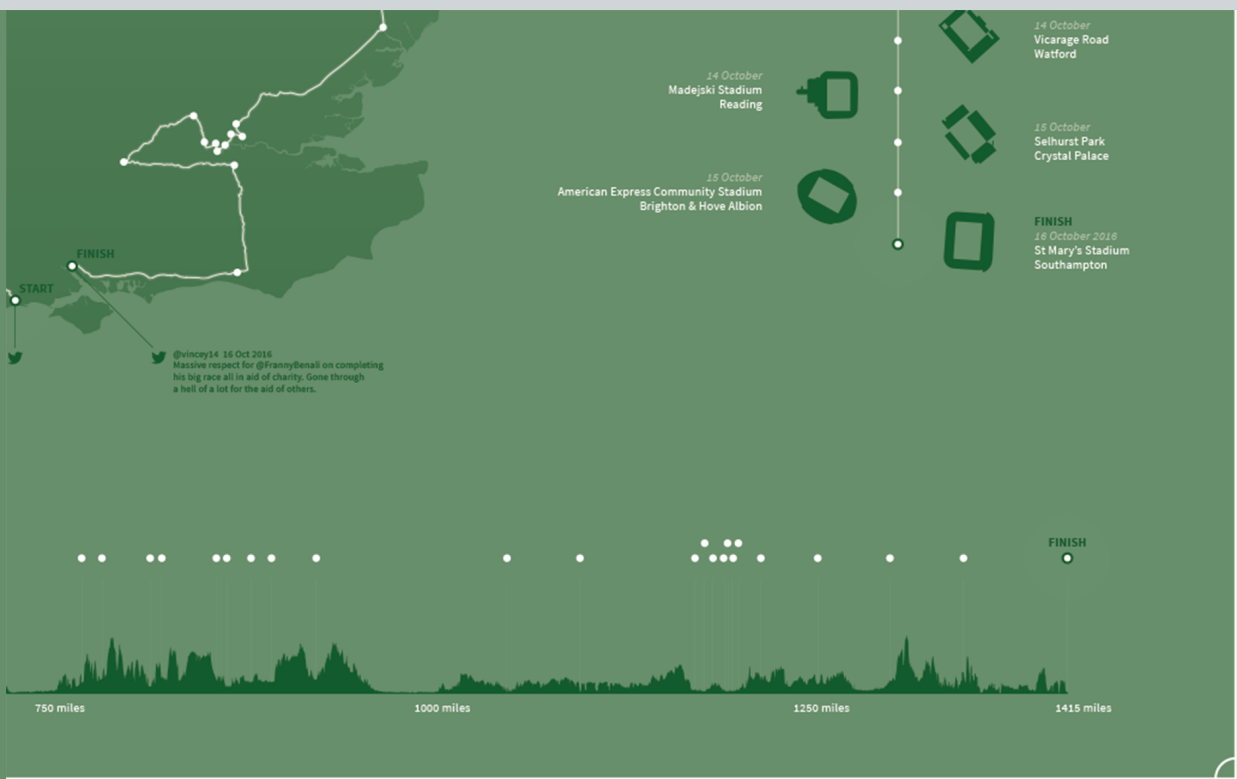 14 October
Vicarage Road
Watford
14 October
Madejski Stadium
Reading
15 October
Selhurst Park
Crystal Palace
15 October
American Express Community Stadium
Brighton & Hove Albion
FINISH
16 October 2016
St Mary's Stadium
Southampton
FINISH
START
@vincey14 16 Oct 2016
Massive respect for @FrannyBenali on completing
his big race all in aid of charity. Gone through
a hell of a lot for the aid of others.
FINISH
750 miles
1000 miles
1250 miles
1415 miles